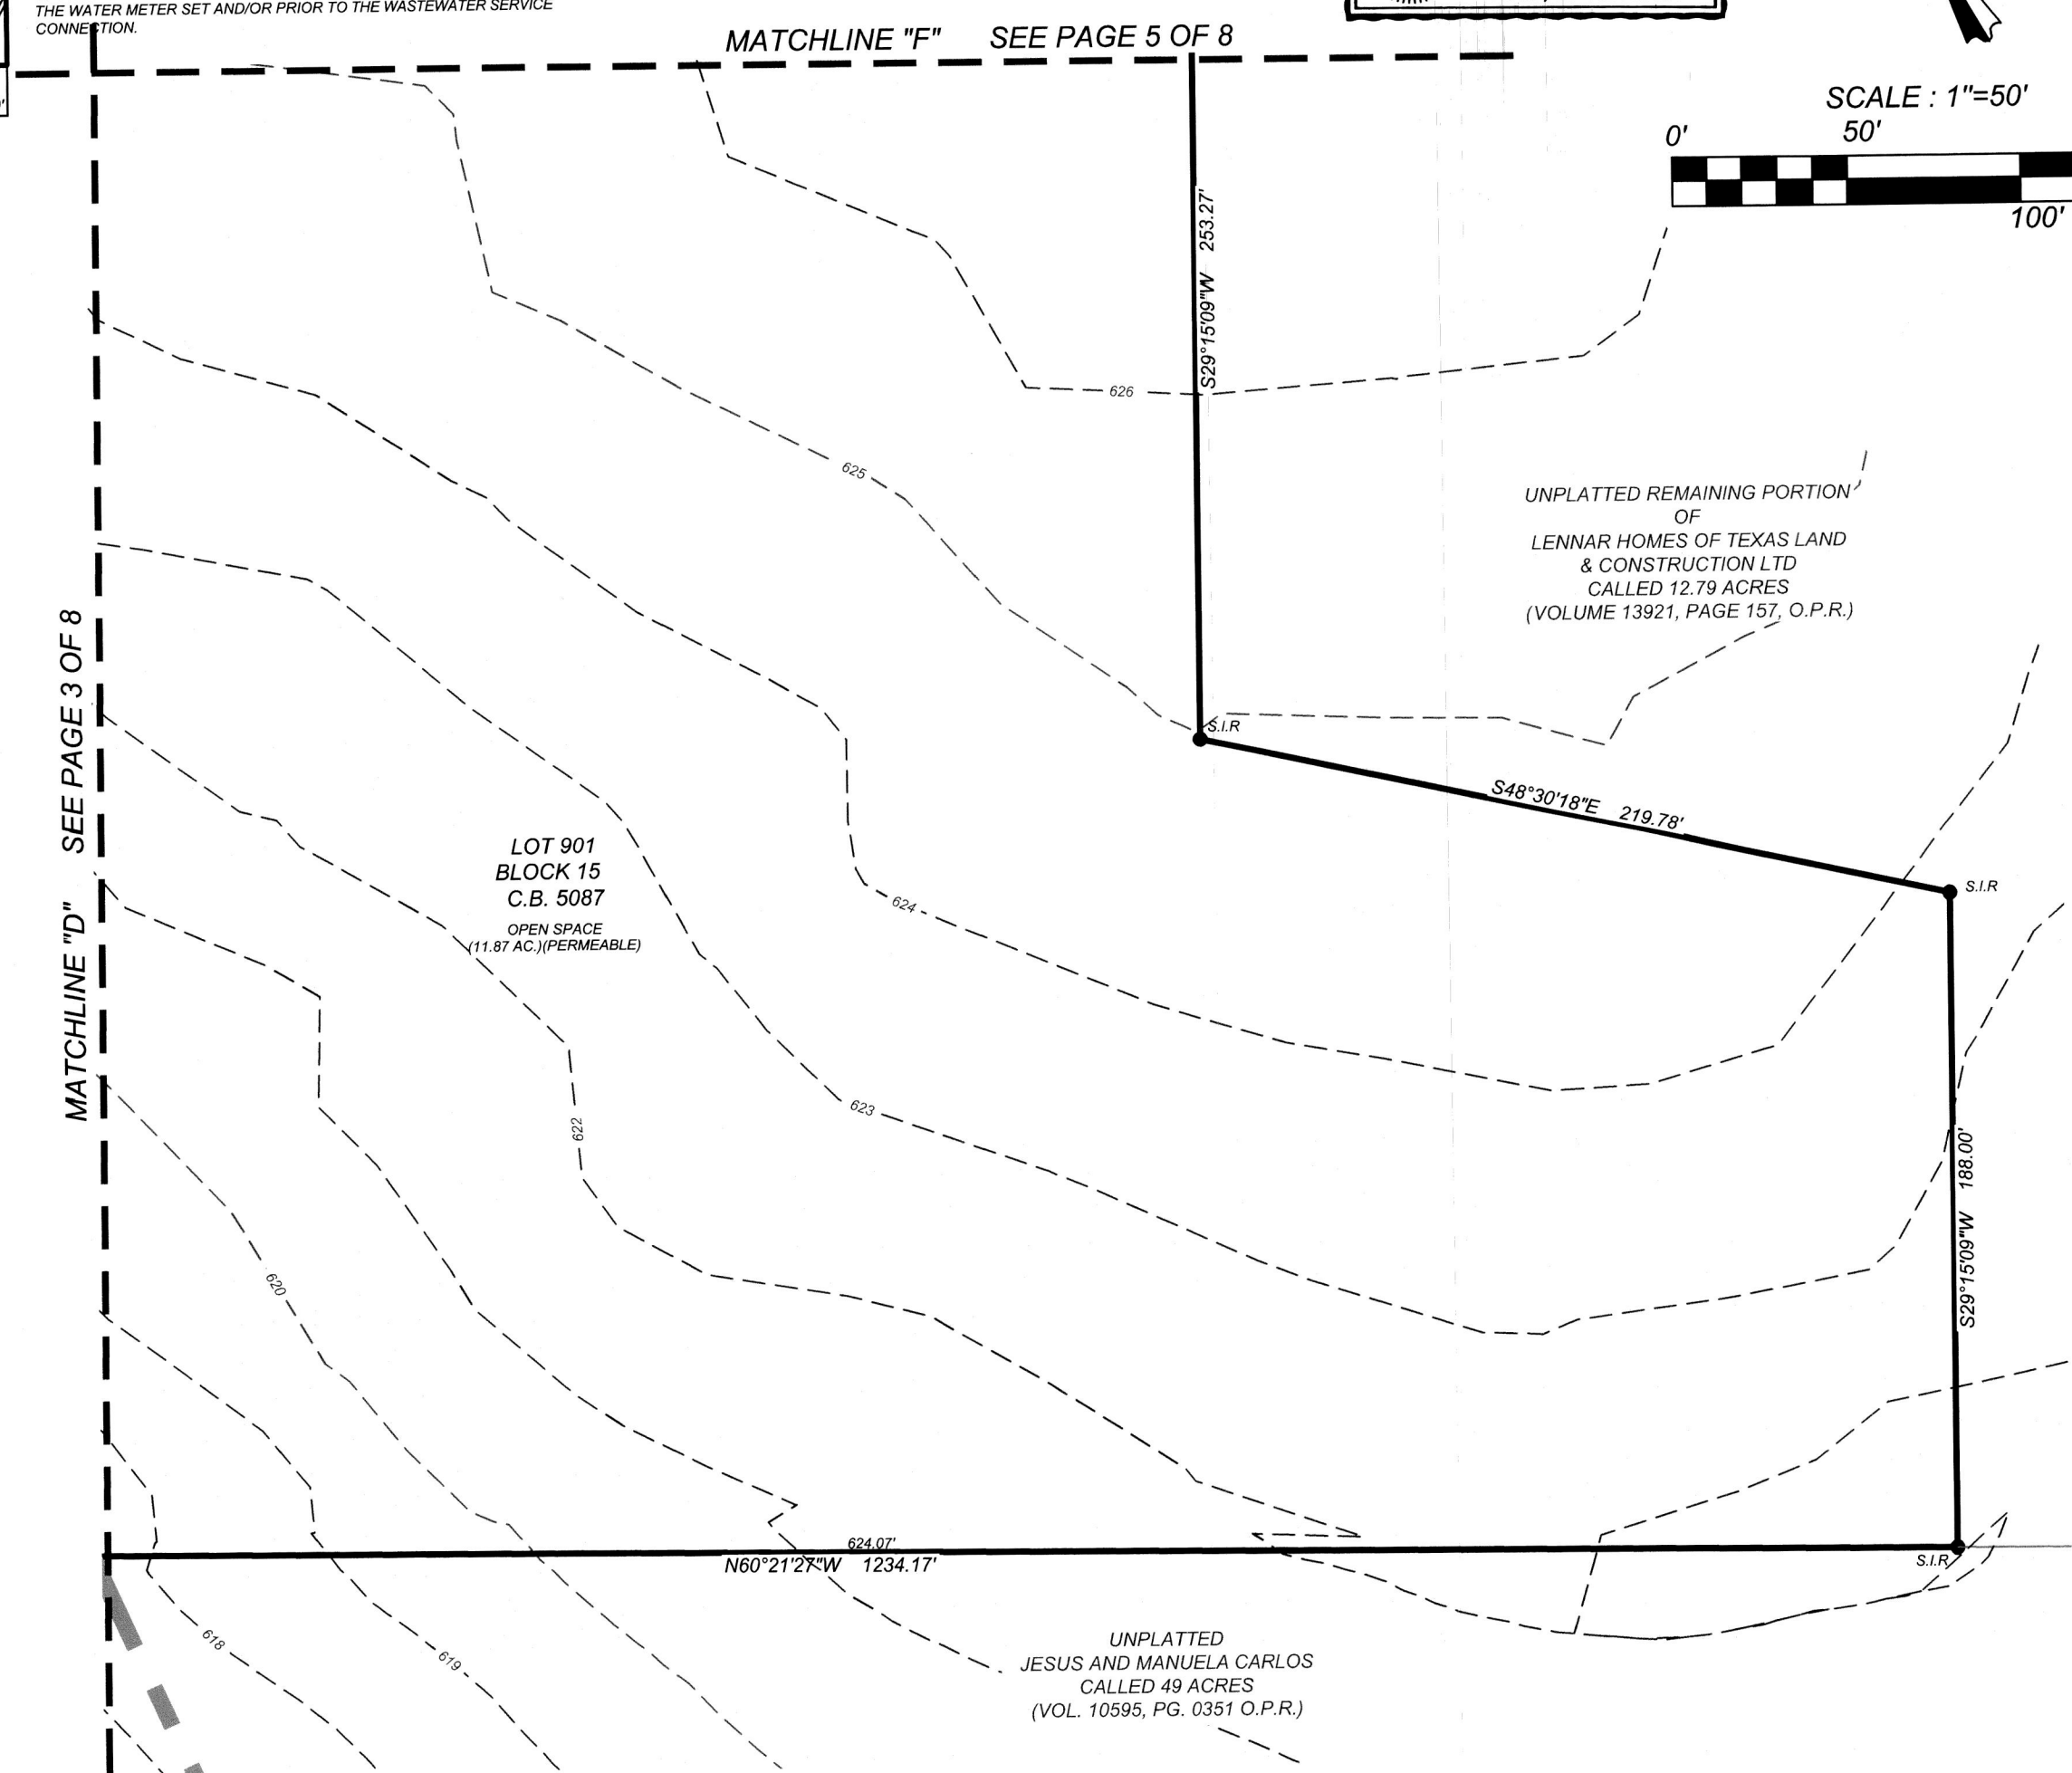 THE WATER METER SET AND/OR PRIOR TO THE WASTEWATER SERVICE
CONNECTION.
MATCHLINE "F" SEE PAGE 5 OF 8
SCALE : 1"=50'
0' 50'
100'
S29°15'09"W 253.27'
626
625
UNPLATTED REMAINING PORTION
OF
LENNAR HOMES OF TEXAS LAND
& CONSTRUCTION LTD
CALLED 12.79 ACRES
(VOLUME 13921, PAGE 157, O.P.R.)
MATCHLINE "D" SEE PAGE 3 OF 8
S.I.R
S48°30'18"E 219.78'
S.I.R
LOT 901
BLOCK 15
C.B. 5087
OPEN SPACE
(11.87 AC.)(PERMEABLE)
624
623
622
S29°15'09"W 188.00'
620
624.07'
N60°21'27"W 1234.17'
S.I.R
618
619
UNPLATTED
JESUS AND MANUELA CARLOS
CALLED 49 ACRES
(VOL. 10595, PG. 0351 O.P.R.)